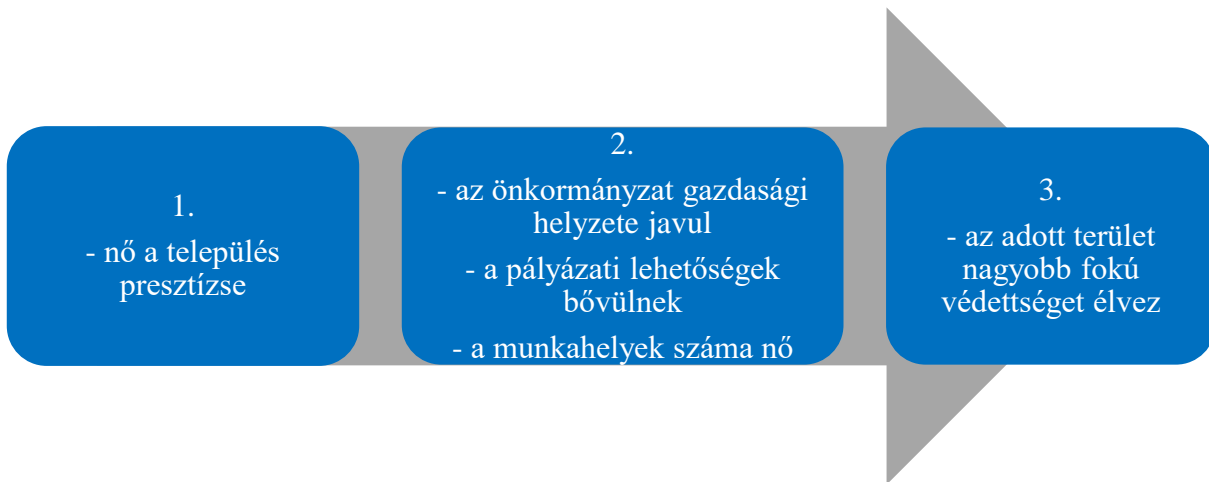 1.
- nő a település
presztízse
2.
- az önkormányzat gazdasági
helyzete javul
- a pályázati lehetőségek
bővülnek
- a munkahelyek száma nő
3.
- az adott terület
nagyobb fokú
védettséget élvez